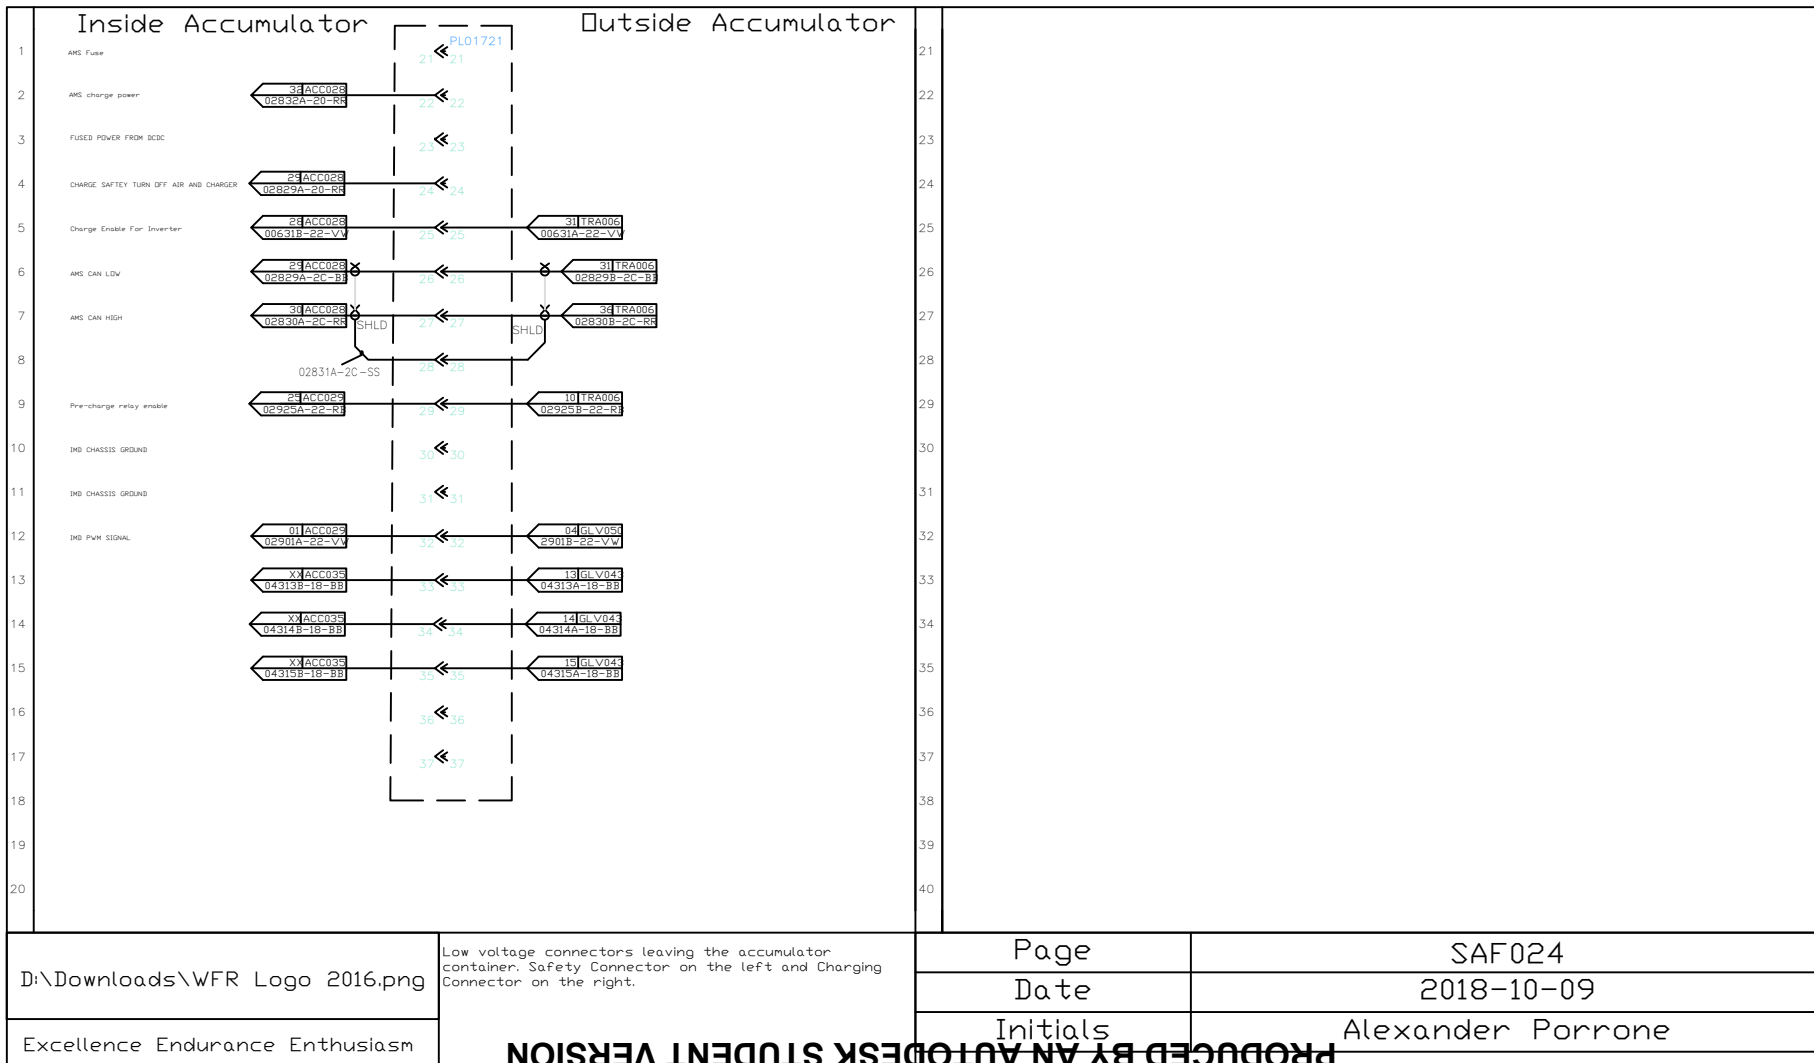 Inside Accumulator
Outside Accumulator
PL01721
1 AMS Fuse 21 21 21
2 AMS charge power 32 ACC028 22 22 22
02832A-20-RR
3 FUSED POWER FROM DCDC 23 23 23
4 CHARGE SAFTEY TURN OFF AIR AND CHARGER 29 ACC028 24 24 24
02829A-20-RR
5 Charge Enable For Inverter 28 ACC028 25 25 31 TRA006 25
00631B-22-VW 00631A-22-VW
6 AMS CAN LOW 29 ACC028 26 26 31 TRA006 26
02829A-2C-BB 02829B-2C-BB
7 AMS CAN HIGH 30 ACC028 27 27 36 TRA006 27
02830A-2C-RR SHLD SHLD 02830B-2C-RR
8 28 28 28
02831A-2C-SS
9 Pre-charge relay enable 25 ACC029 29 29 10 TRA006 29
02925A-22-RB 02925B-22-RB
10 IMD CHASSIS GROUND 30 30 30
11 IMD CHASSIS GROUND 31 31 31
12 IMD PWM SIGNAL 01 ACC029 32 32 04 GLV050 32
02901A-22-VW 2901B-22-VW
13 XX ACC035 33 33 13 GLV043 33
04313B-18-BB 04313A-18-BB
14 XX ACC035 34 34 14 GLV043 34
04314B-18-BB 04314A-18-BB
15 XX ACC035 35 35 15 GLV043 35
04315B-18-BB 04315A-18-BB
16 36 36 36
17 37 37 37
18 38
19 39
20 40
D:\Downloads\WFR Logo 2016.png
Excellence Endurance Enthusiasm
Low voltage connectors leaving the accumulator
container. Safety Connector on the left and Charging
Connector on the right.
Page SAF024
Date 2018-10-09
Initials Alexander Porrone
PRODUCED BY AN AUTODESK STUDENT VERSION